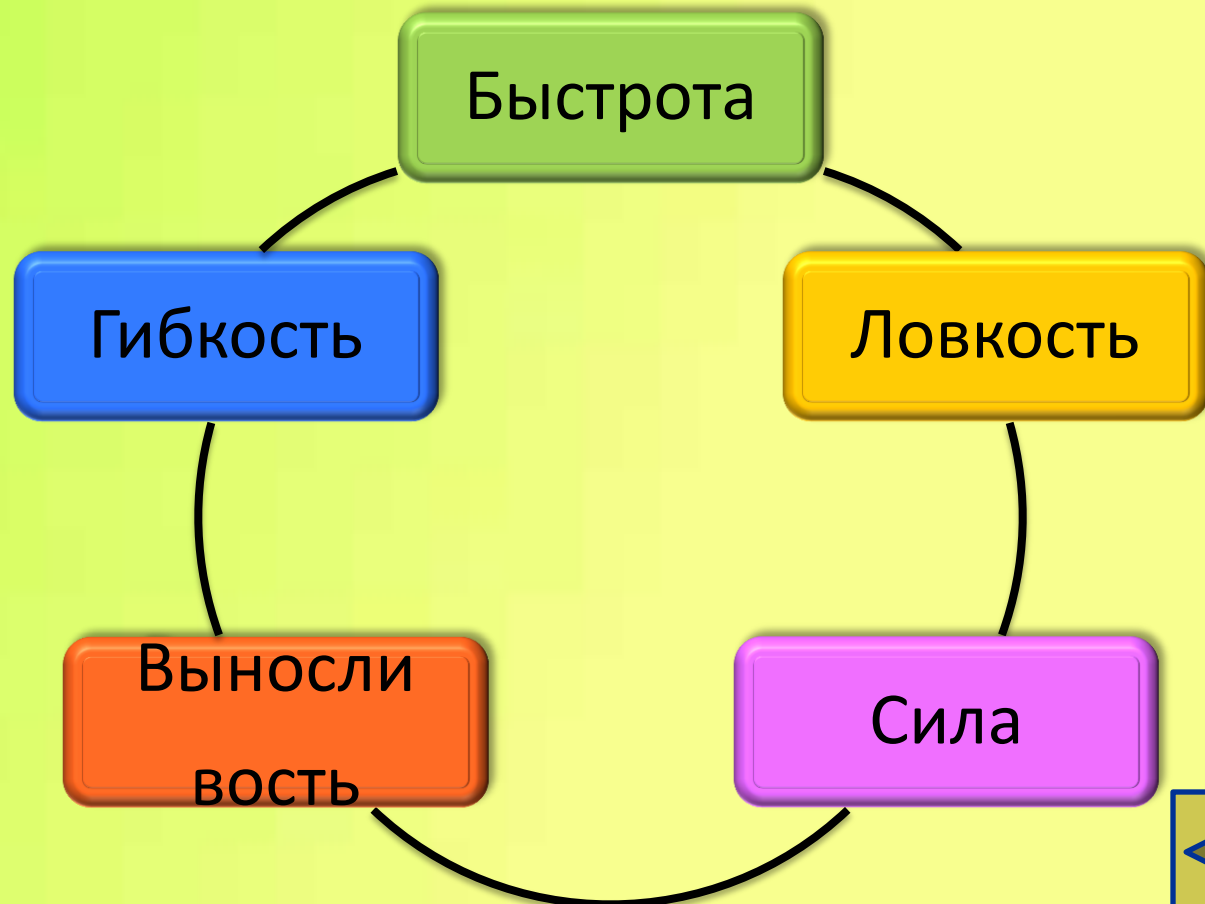 Быстрота
Гибкость
Ловкость
Выносли
вость
Сила